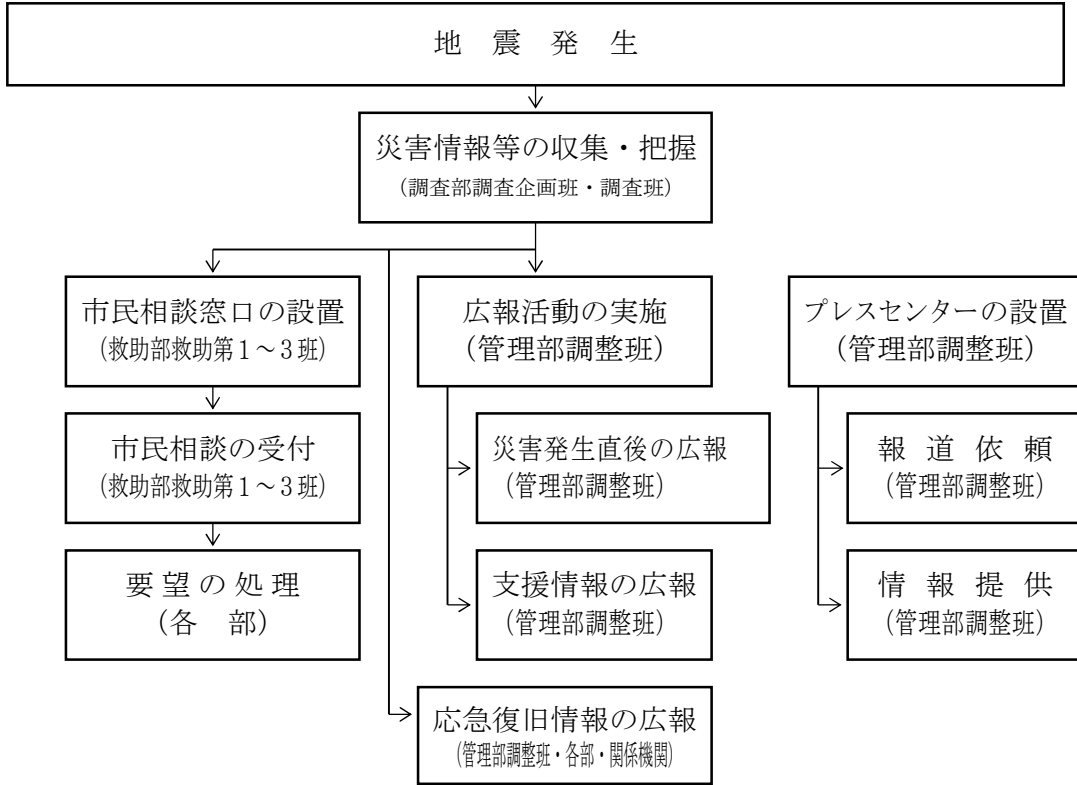 地　震　発　生
災害情報等の収集・把握
（調査部調査企画班・調査班）
市民相談窓口の設置
（救助部救助第１～３班）
広報活動の実施
（管理部調整班）
プレスセンターの設置
（管理部調整班）
市民相談の受付
（救助部救助第１～３班）
災害発生直後の広報
（管理部調整班）
報　道　依　頼
（管理部調整班）
要 望 の 処 理
（各　部）
支援情報の広報
（管理部調整班）
情　報　提　供
（管理部調整班）
応急復旧情報の広報
（管理部調整班・各部・関係機関）